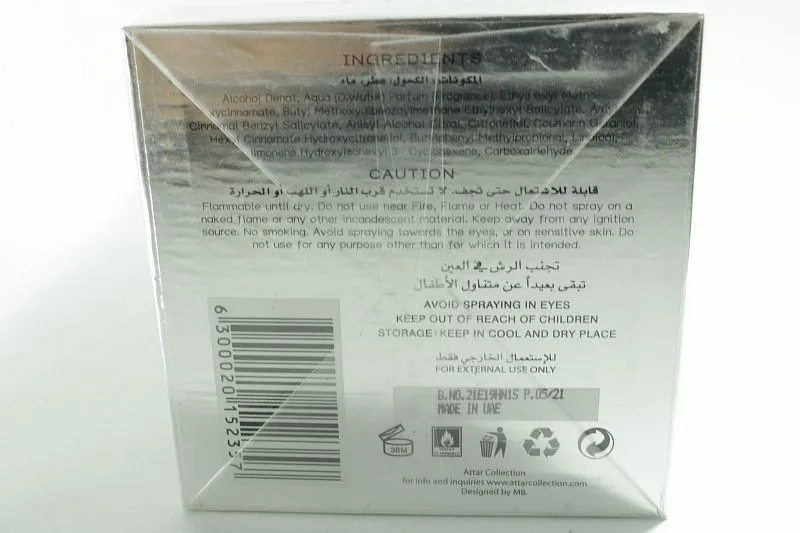 INGREDIENTS
المكونات: الكحول، عطر، ماء
Alcohol Denat, Aqua (D.Water) Parfum (Fragrance), Ethylhexyl Metho-
xycinnamate, Butyl Methoxydibenzoylmethane Ethylhexyl Salicylate, Amyl
Cinnamal Benzyl Salicylate, Anisyl Alcohol Citral, Citronellol, Coumarin Geraniol,
Hexyl Cinnamate Hydroxycitronellal, Butylphenyl Methylpropional, Linalool,
Limonene Hydroxyisohexyl 3- Cyclohexene, Carboxaldehyde
CAUTION
قابلة للاشتعال حتى تجف، لا تستخدم قرب النار أو اللهب أو الحرارة
Flammable until dry. Do not use near Fire, Flame or Heat. Do not spray on a
naked flame or any other incandescent material. Keep away from any ignition
source. No smoking. Avoid spraying towards the eyes, or on sensitive skin. Do
not use for any purpose other than for which it is intended.
تجنب الرش في العين
تبقى بعيداً عن متناول الأطفال
AVOID SPRAYING IN EYES
KEEP OUT OF REACH OF CHILDREN
STORAGE: KEEP IN COOL AND DRY PLACE
للإستعمال الخارجي فقط
FOR EXTERNAL USE ONLY
B.NO.21E19HN15 P.05/21
MADE IN UAE
36M
6 300020 152357
Attar Collection
for info and inquiries www.attarcollection.com
Designed by MB.